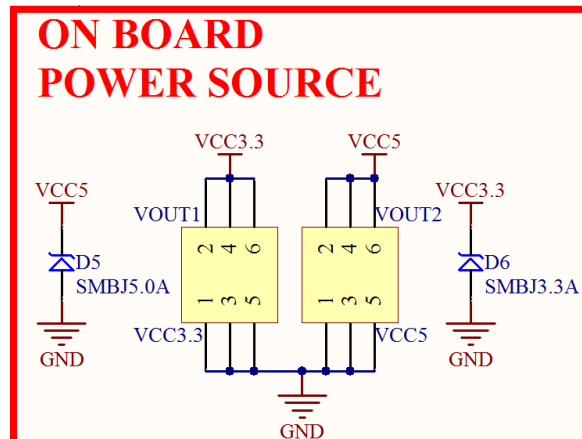 ON BOARD
POWER SOURCE
VCC3.3 VCC5
VCC5 VCC3.3
VOUT1 VOUT2
2 4 6 2 4 6
D5 D6
SMBJ5.0A SMBJ3.3A
1 3 5 1 3 5
VCC3.3 VCC5
GND GND
GND